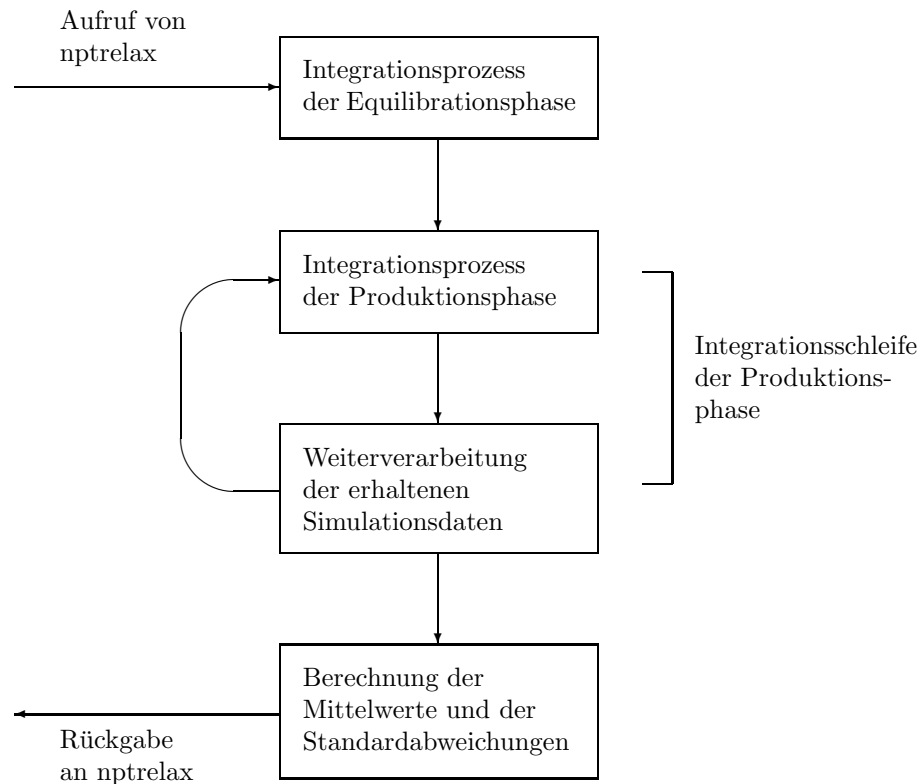 Aufruf von
nptrelax
Integrationsprozess
der Equilibrationsphase
Integrationsprozess
der Produktionsphase
Integrationsschleife
der Produktions-
phase
Weiterverarbeitung
der erhaltenen
Simulationsdaten
Berechnung der
Mittelwerte und der
Standardabweichungen
Rückgabe
an nptrelax